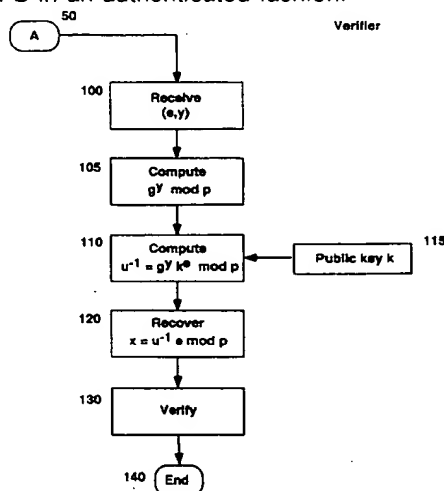 in an authenticated fashion.
50
Verifier
A
100
Receive
(e,y)
105
Compute
g^y mod p
110
Compute
u^-1 = g^y k^e mod p
115
Public key k
120
Recover
x = u^-1 e mod p
130
Verify
140
End